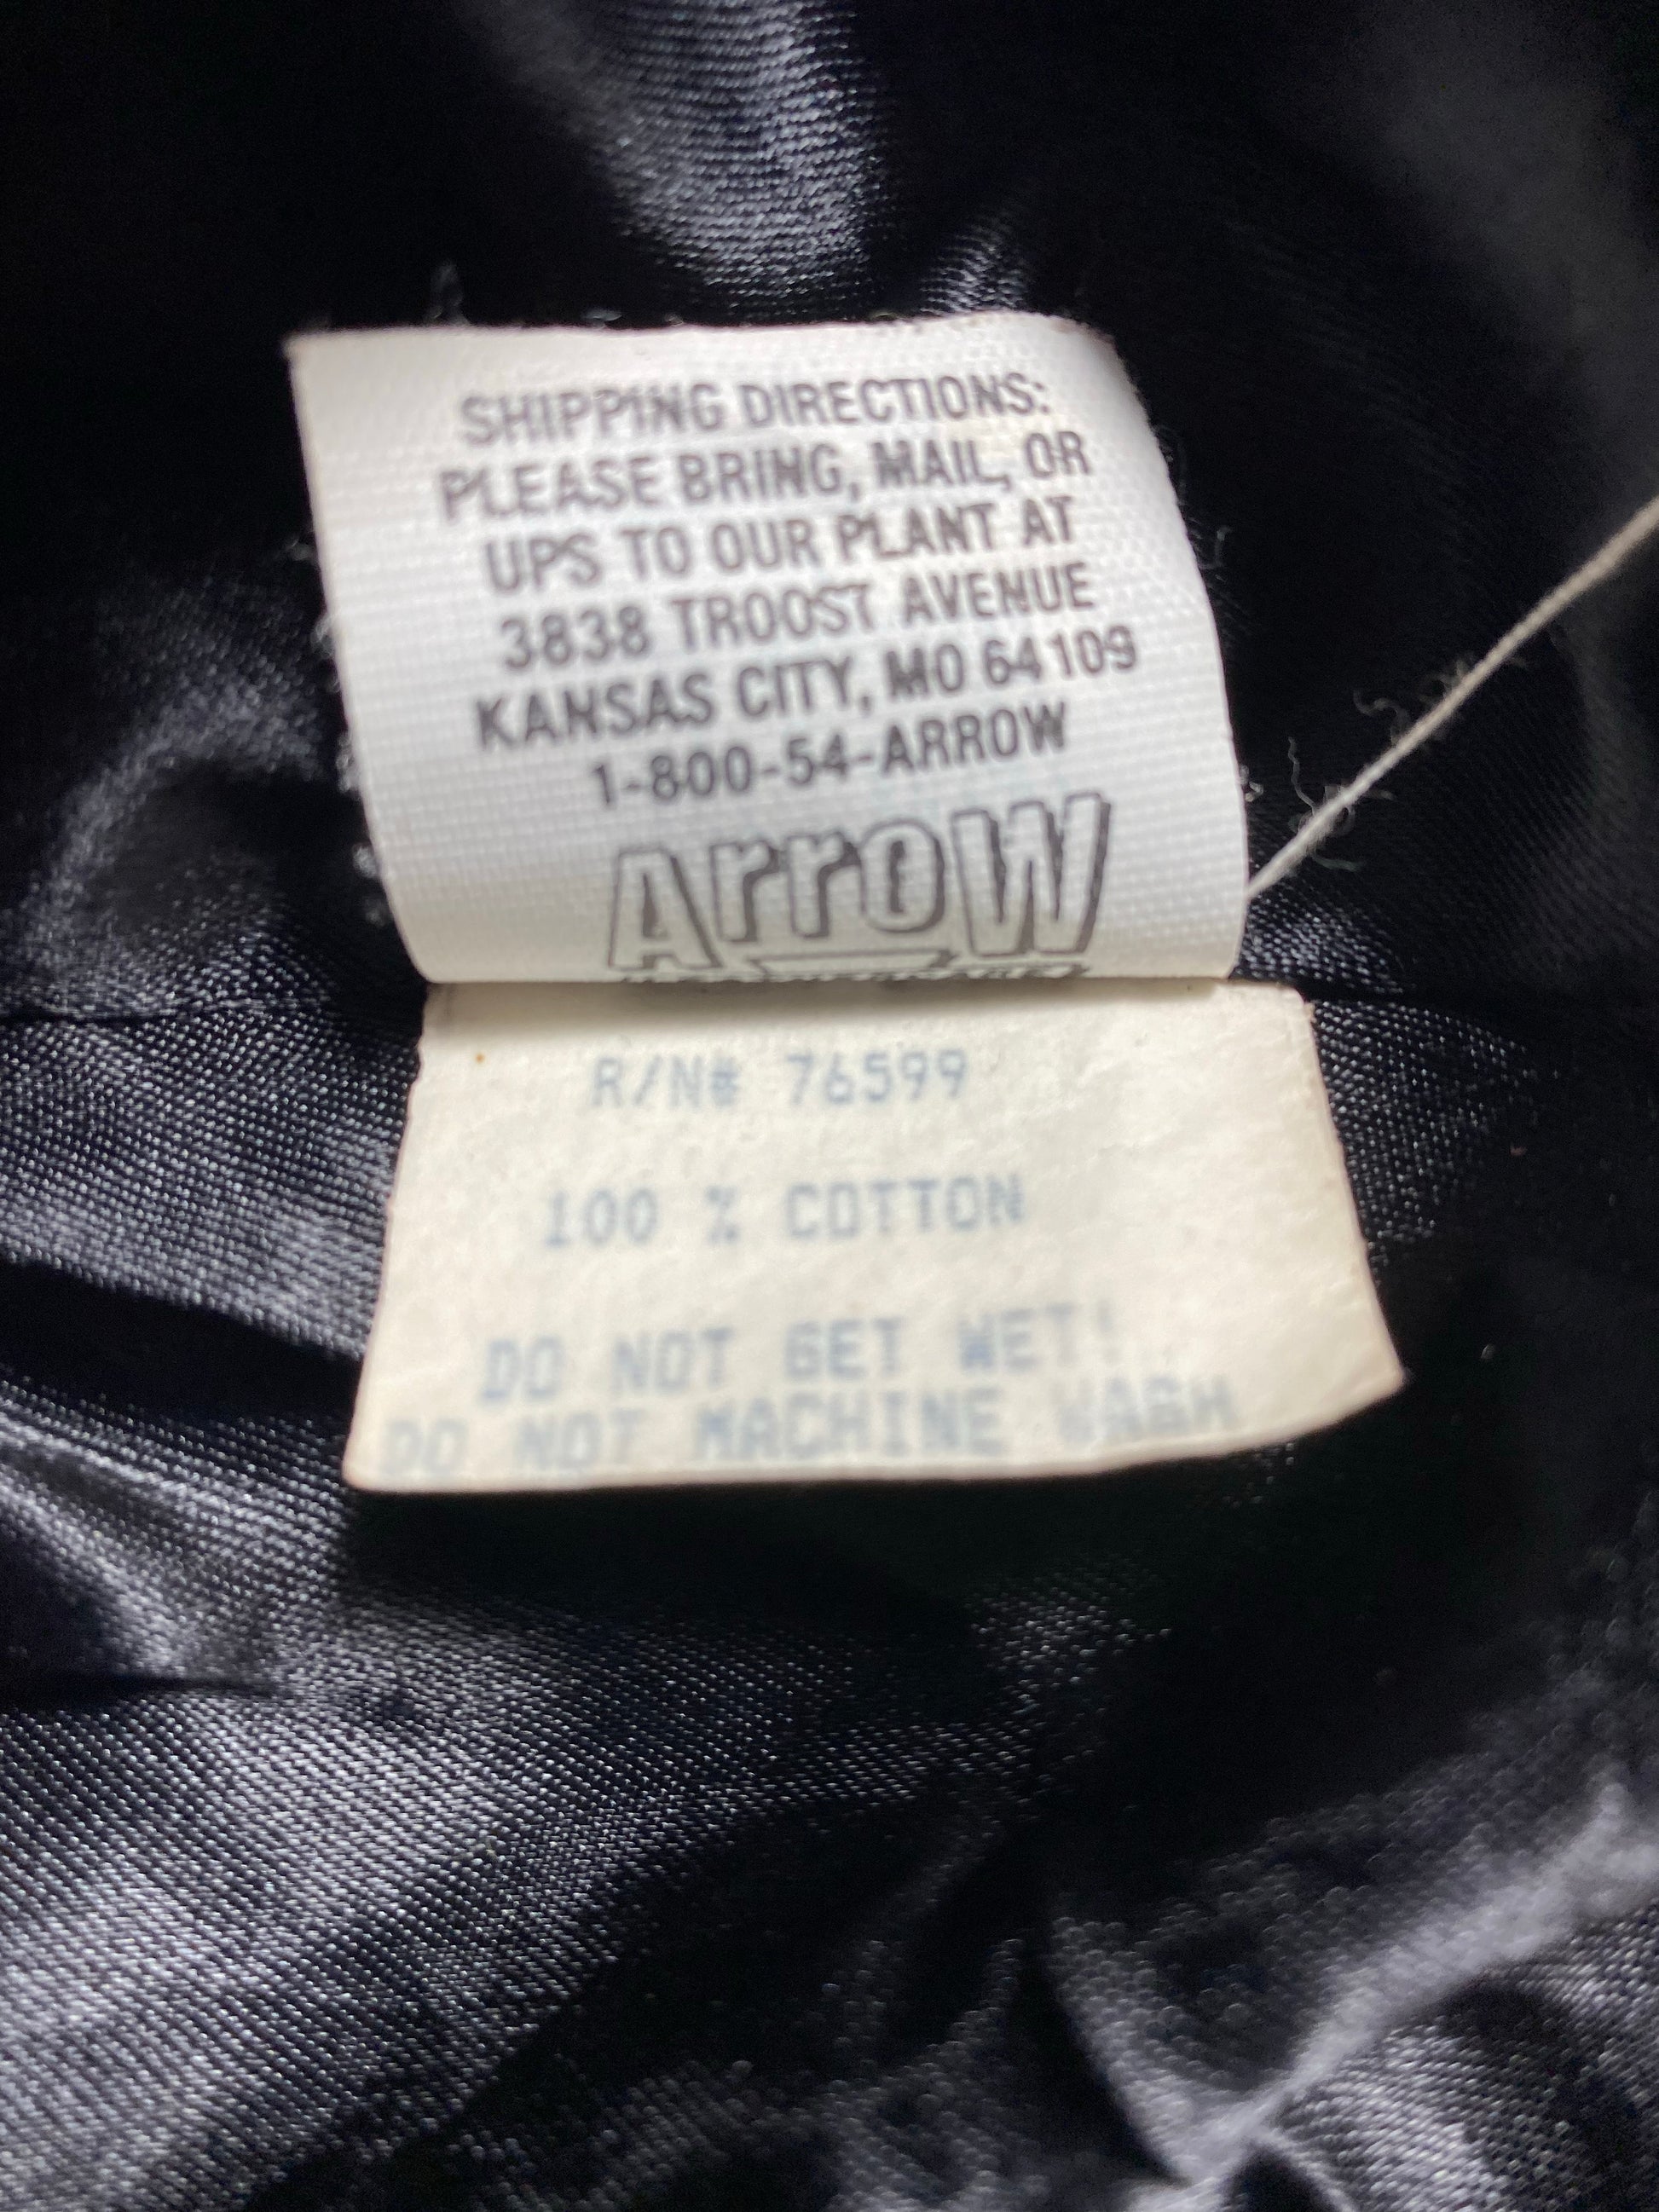 SHIPPING DIRECTIONS:
PLEASE BRING, MAIL, OR
UPS TO OUR PLANT AT
3838 TROOST AVENUE
KANSAS CITY, MO 64109
1-800-54-ARROW
ArroW
R/N# 76599
100 % COTTON
DO NOT GET WET!
DO NOT MACHINE WASH